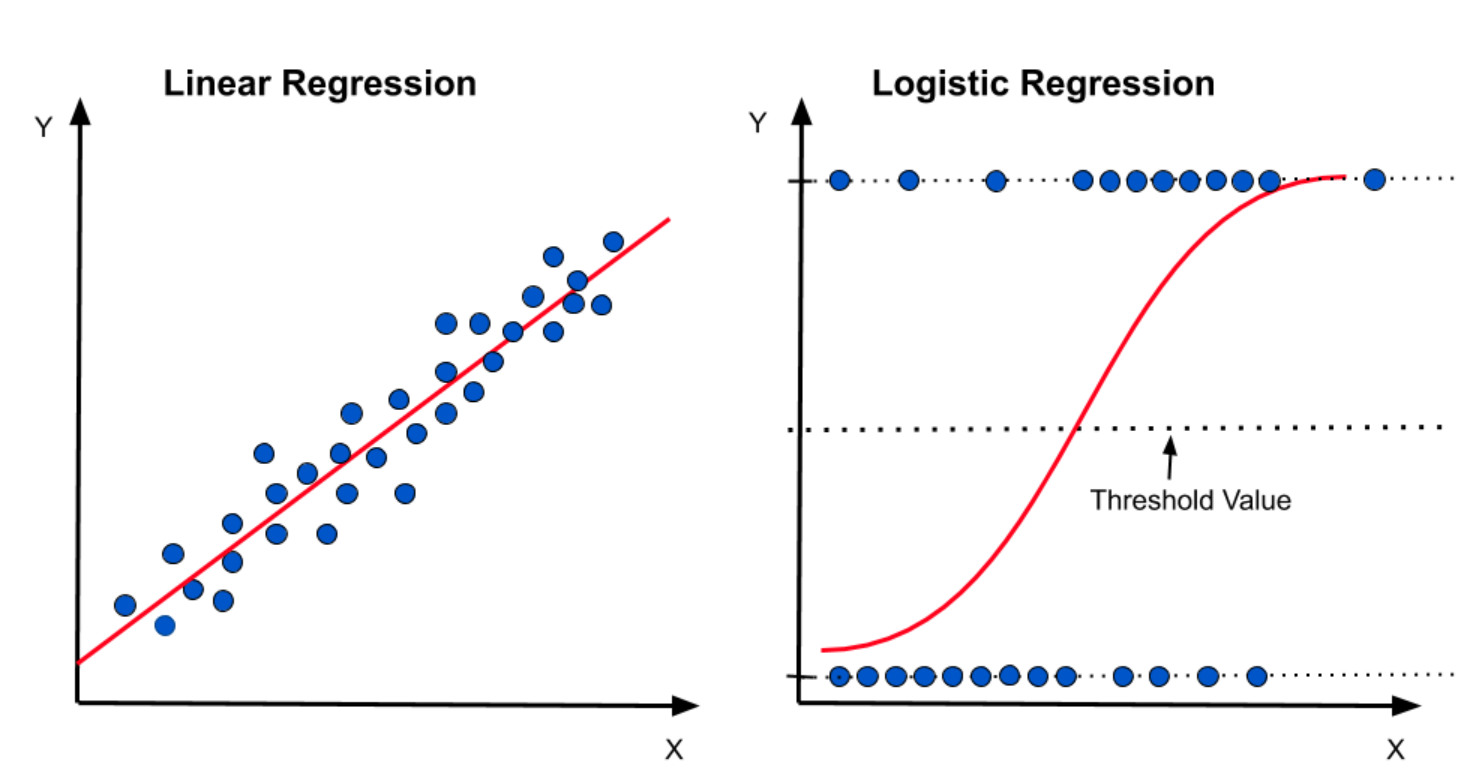 Linear Regression
Y
X
Logistic Regression
Y
Threshold Value
X